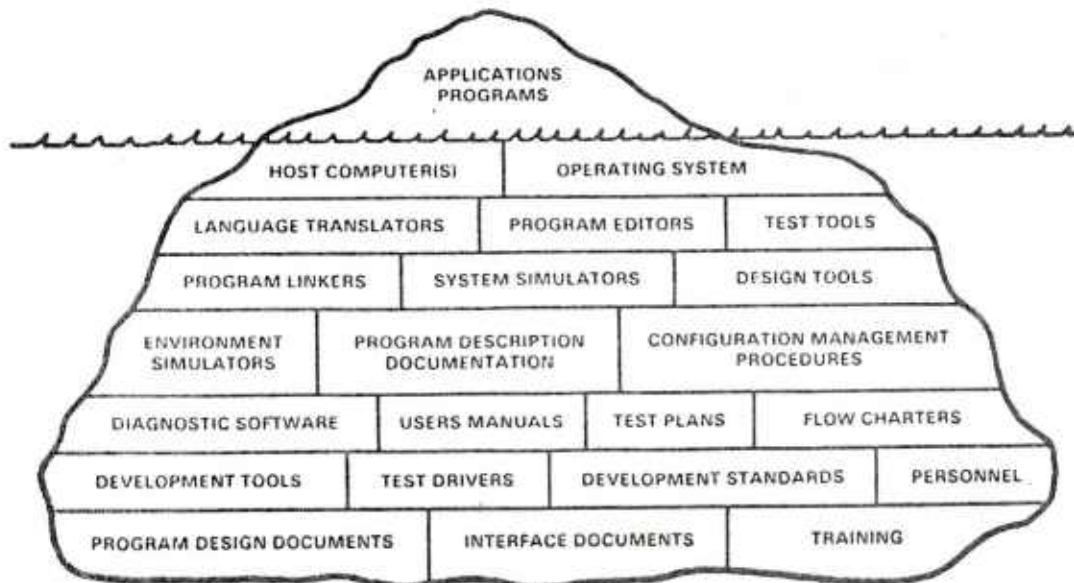 APPLICATIONS
PROGRAMS
HOST COMPUTER(S)
OPERATING SYSTEM
LANGUAGE TRANSLATORS
PROGRAM EDITORS
TEST TOOLS
PROGRAM LINKERS
SYSTEM SIMULATORS
DESIGN TOOLS
ENVIRONMENT
SIMULATORS
PROGRAM DESCRIPTION
DOCUMENTATION
CONFIGURATION MANAGEMENT
PROCEDURES
DIAGNOSTIC SOFTWARE
USERS MANUALS
TEST PLANS
FLOW CHARTERS
DEVELOPMENT TOOLS
TEST DRIVERS
DEVELOPMENT STANDARDS
PERSONNEL
PROGRAM DESIGN DOCUMENTS
INTERFACE DOCUMENTS
TRAINING